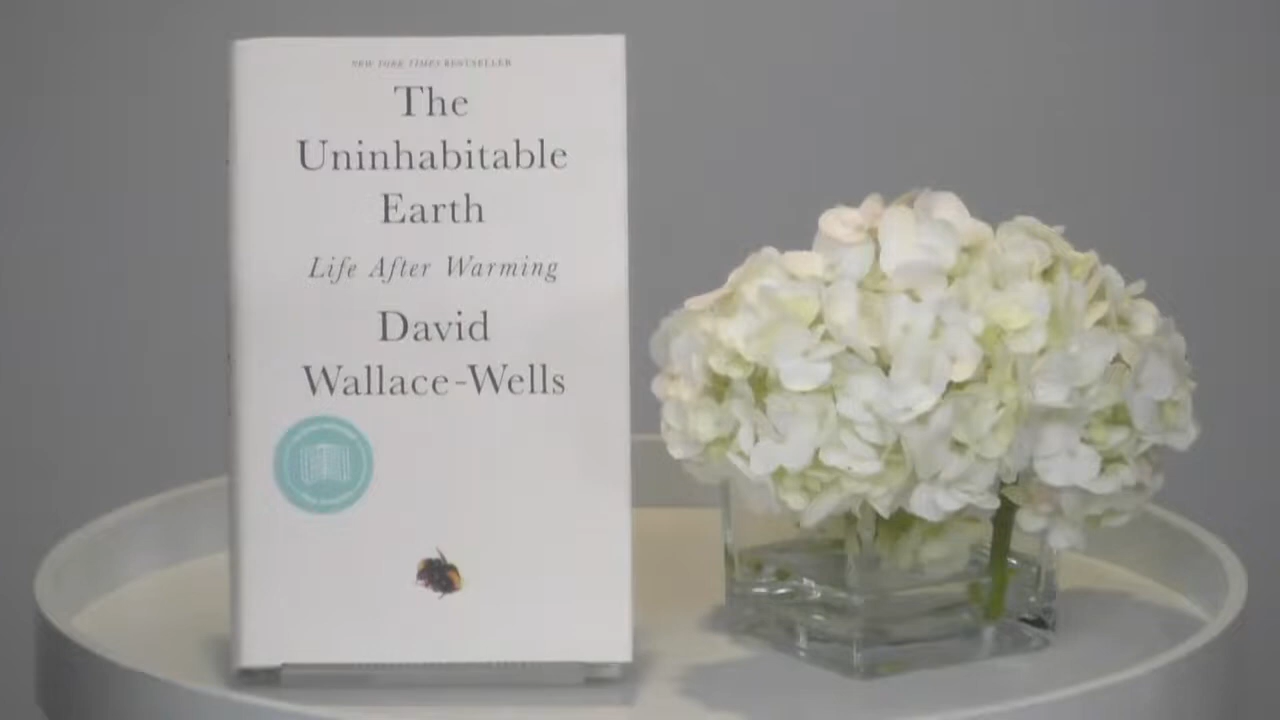 NEW YORK TIMES BESTSELLER
The
Uninhabitable
Earth
Life After Warming
David
Wallace-Wells